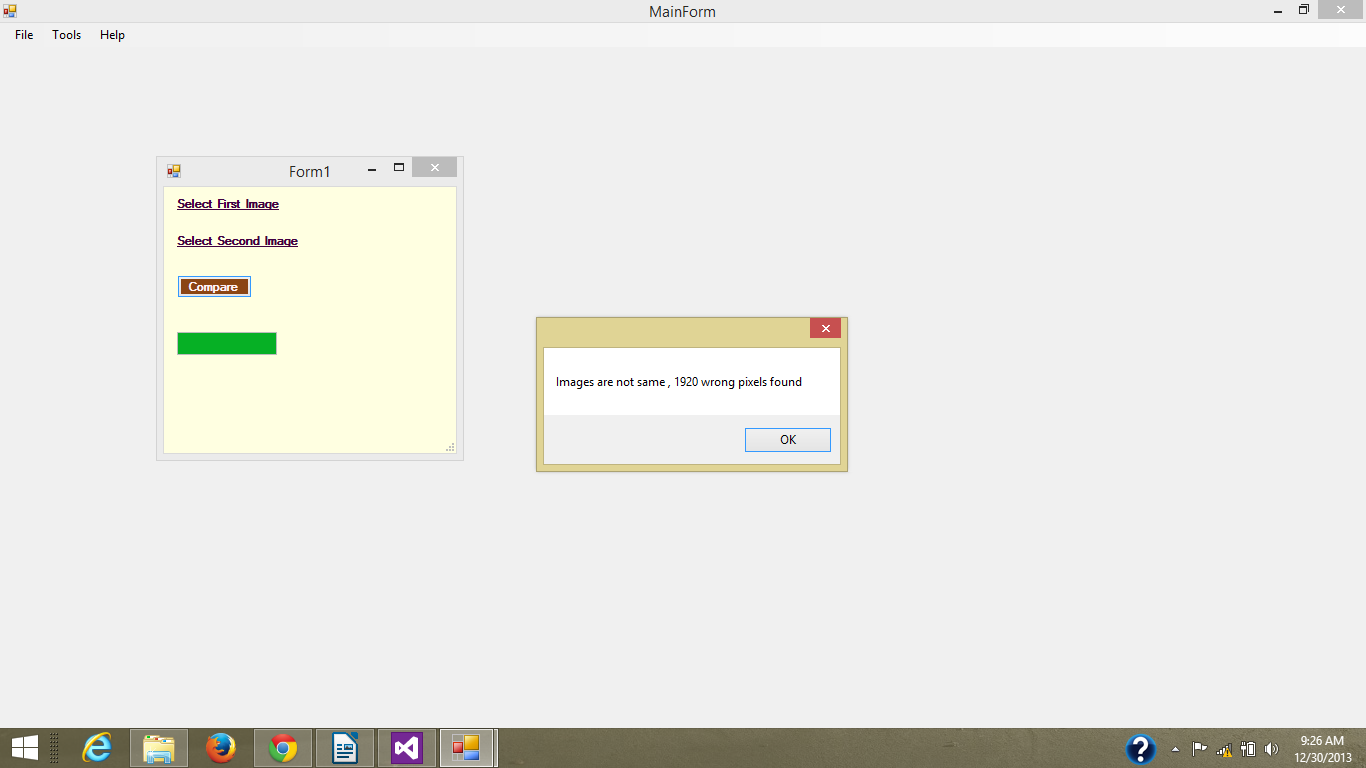 MainForm
File Tools Help
Form1
Select First Image
Select Second Image
Compare
Images are not same , 1920 wrong pixels found
OK
9:26 AM
12/30/2013